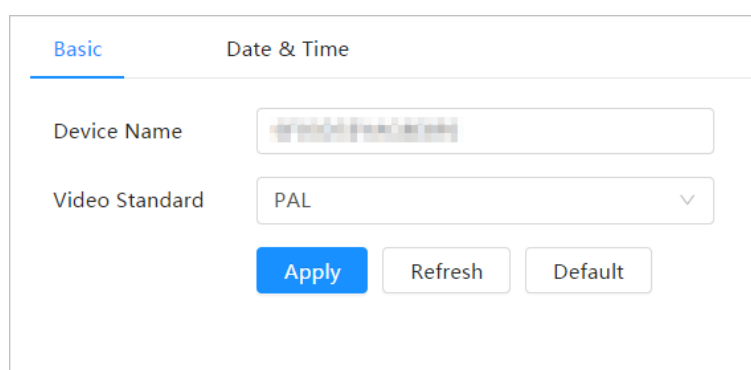 Basic Date & Time
Device Name
Video Standard PAL
Apply Refresh Default